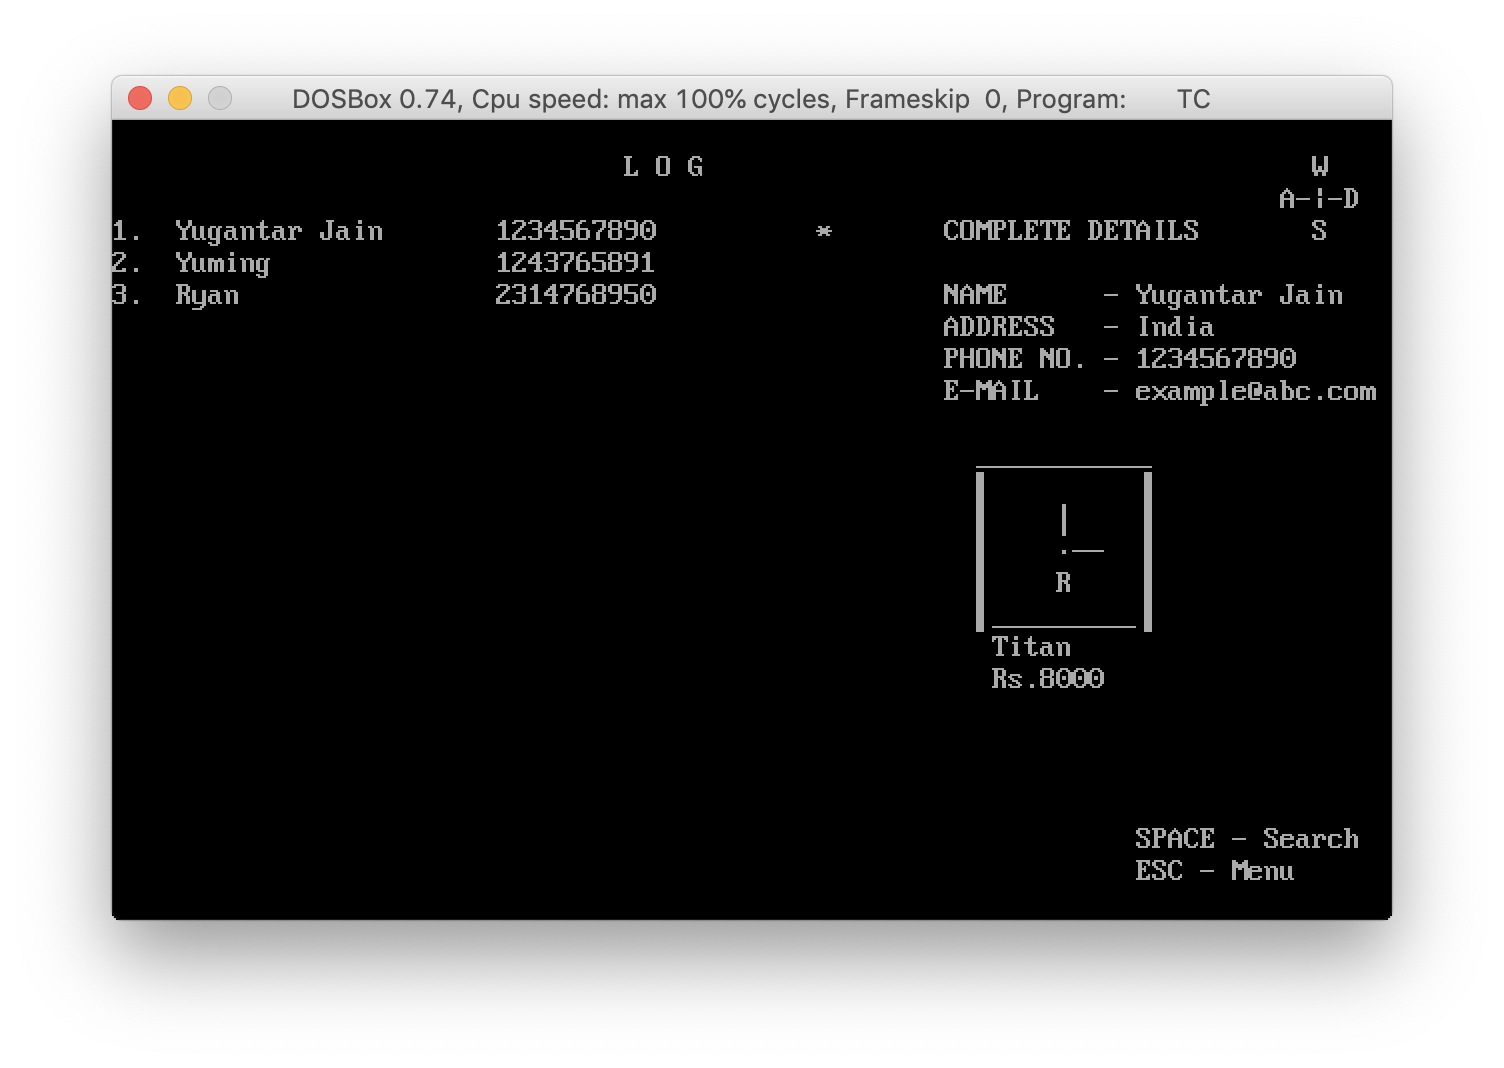 DOSBox 0.74, Cpu speed: max 100% cycles, Frameskip 0, Program: TC
L O G
W
A-¦-D
S
1. Yugantar Jain 1234567890 *
2. Yuming 1243765891
3. Ryan 2314768950
COMPLETE DETAILS
NAME - Yugantar Jain
ADDRESS - India
PHONE NO. - 1234567890
E-MAIL - example@abc.com
R
Titan
Rs.8000
SPACE - Search
ESC - Menu